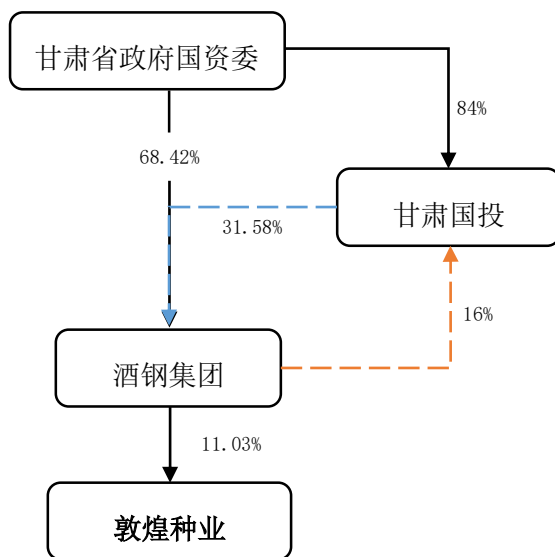 甘肃省政府国资委
84%
68.42%
甘肃国投
31.58%
16%
酒钢集团
11.03%
敦煌种业